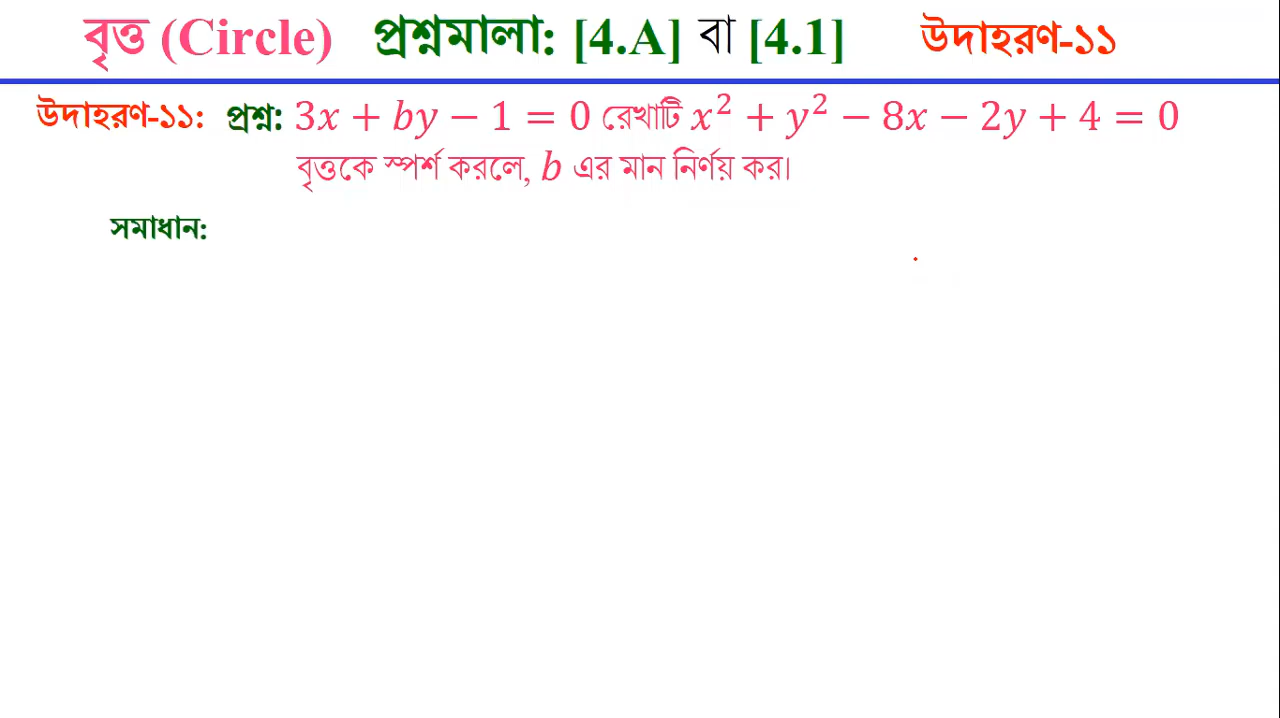 বৃত্ত (Circle) প্রশ্নমালা: [4.A] বা [4.1] উদাহরণ-১১
উদাহরণ-১১: প্রশ্ন: 3x + by − 1 = 0 রেখাটি x² + y² − 8x − 2y + 4 = 0
বৃত্তকে স্পর্শ করলে, b এর মান নির্ণয় কর।
সমাধান: